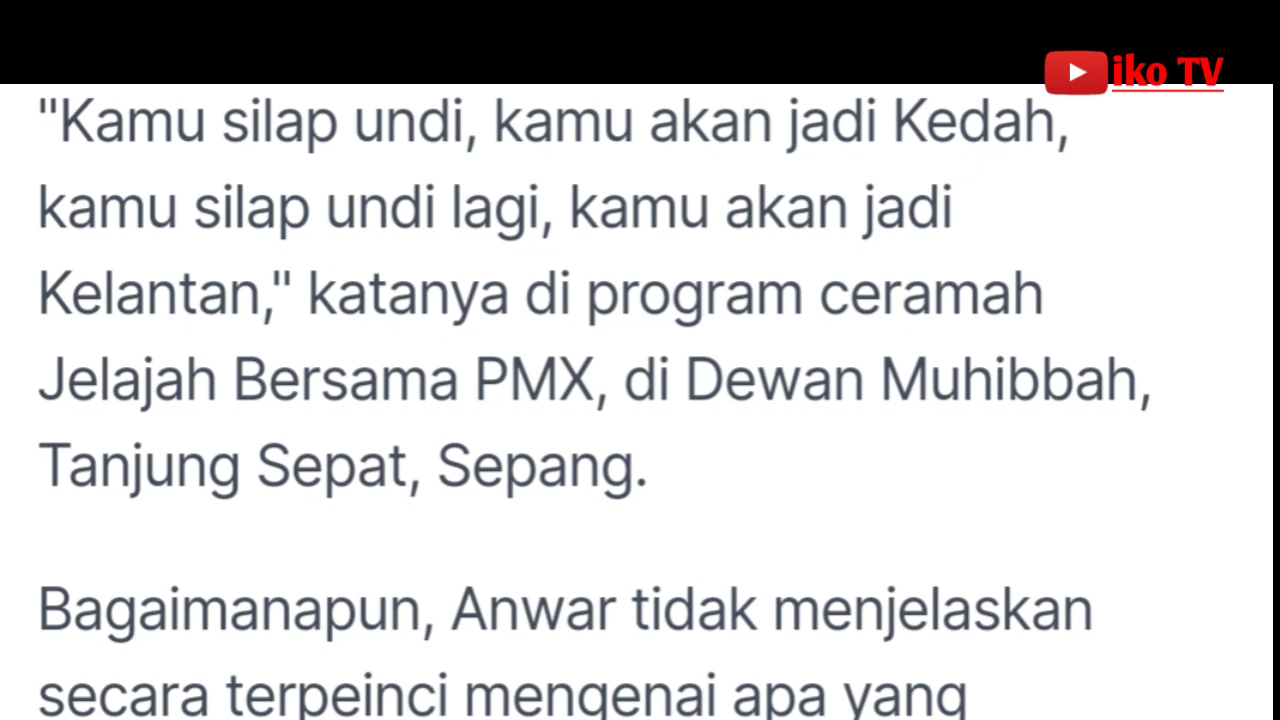 iko TV
"Kamu silap undi, kamu akan jadi Kedah,
kamu silap undi lagi, kamu akan jadi
Kelantan," katanya di program ceramah
Jelajah Bersama PMX, di Dewan Muhibbah,
Tanjung Sepat, Sepang.
Bagaimanapun, Anwar tidak menjelaskan
secara terpeinci mengenai apa yang